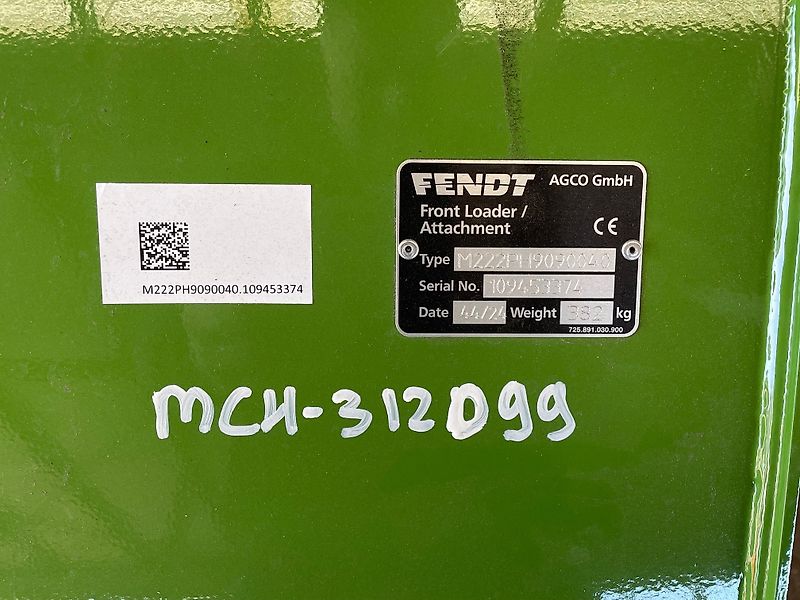 M222PH9090040.109453374
FENDT AGCO GmbH
Front Loader /
Attachment CE
Type M222PH9090040
Serial No. 109453374
Date 44/24 Weight 382 kg
725.891.030.900
MCH-312099